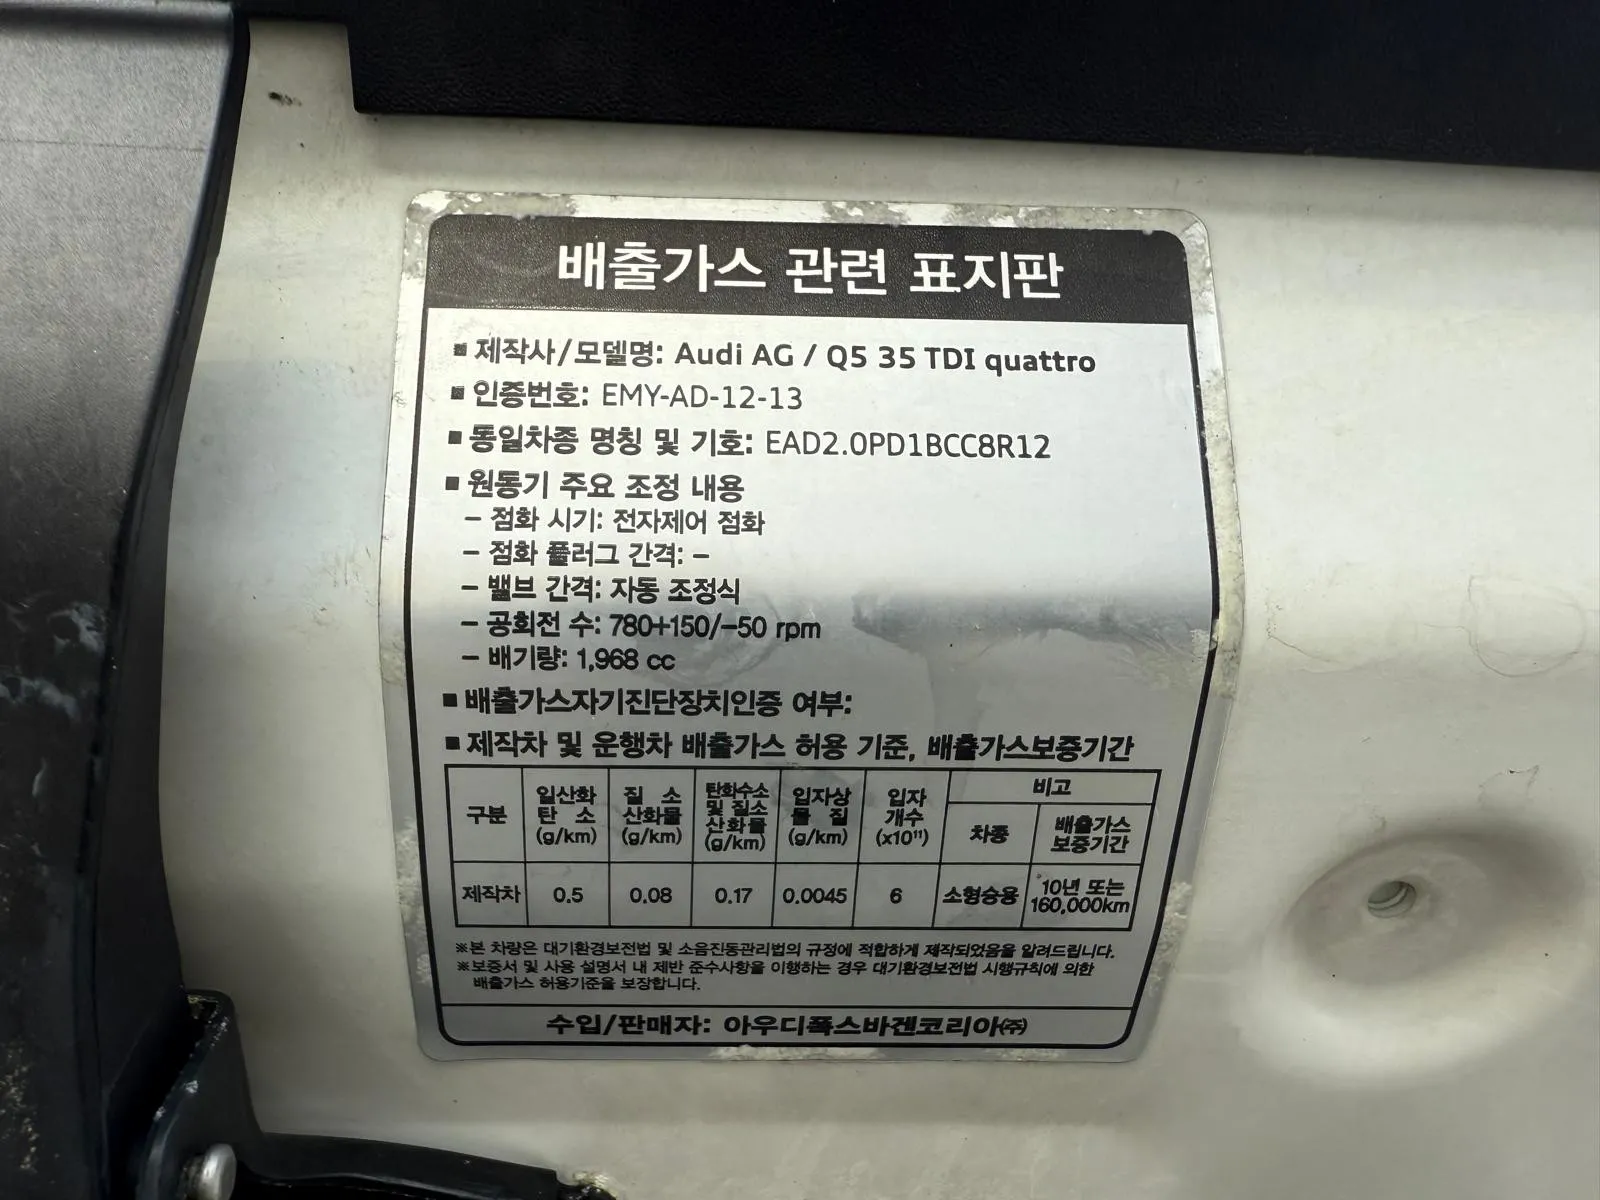 배출가스 관련 표지판
▪ 제작사/모델명: Audi AG / Q5 35 TDI quattro
▪ 인증번호: EMY-AD-12-13
▪ 동일차종 명칭 및 기호: EAD2.0PD1BCC8R12
▪ 원동기 주요 조정 내용
– 점화 시기: 전자제어 점화
– 점화 플러그 간격: –
– 밸브 간격: 자동 조정식
– 공회전 수: 780+150/-50 rpm
– 배기량: 1,968 cc
▪ 배출가스자기진단장치인증 여부:
▪ 제작차 및 운행차 배출가스 허용 기준, 배출가스보증기간
구분
일산화
탄 소
(g/km)
질 소
산화물
(g/km)
탄화수소
및 질소
산화물
(g/km)
입자상
물 질
(g/km)
입자
개수
(x10¹¹)
비고
차종
배출가스
보증기간
제작차 0.5 0.08 0.17 0.0045 6 소형승용
10년 또는
160,000km
※본 차량은 대기환경보전법 및 소음진동관리법의 규정에 적합하게 제작되었음을 알려드립니다.
※보증서 및 사용 설명서 내 제반 준수사항을 이행하는 경우 대기환경보전법 시행규칙에 의한
배출가스 허용기준을 보장합니다.
수입/판매자: 아우디폭스바겐코리아㈜